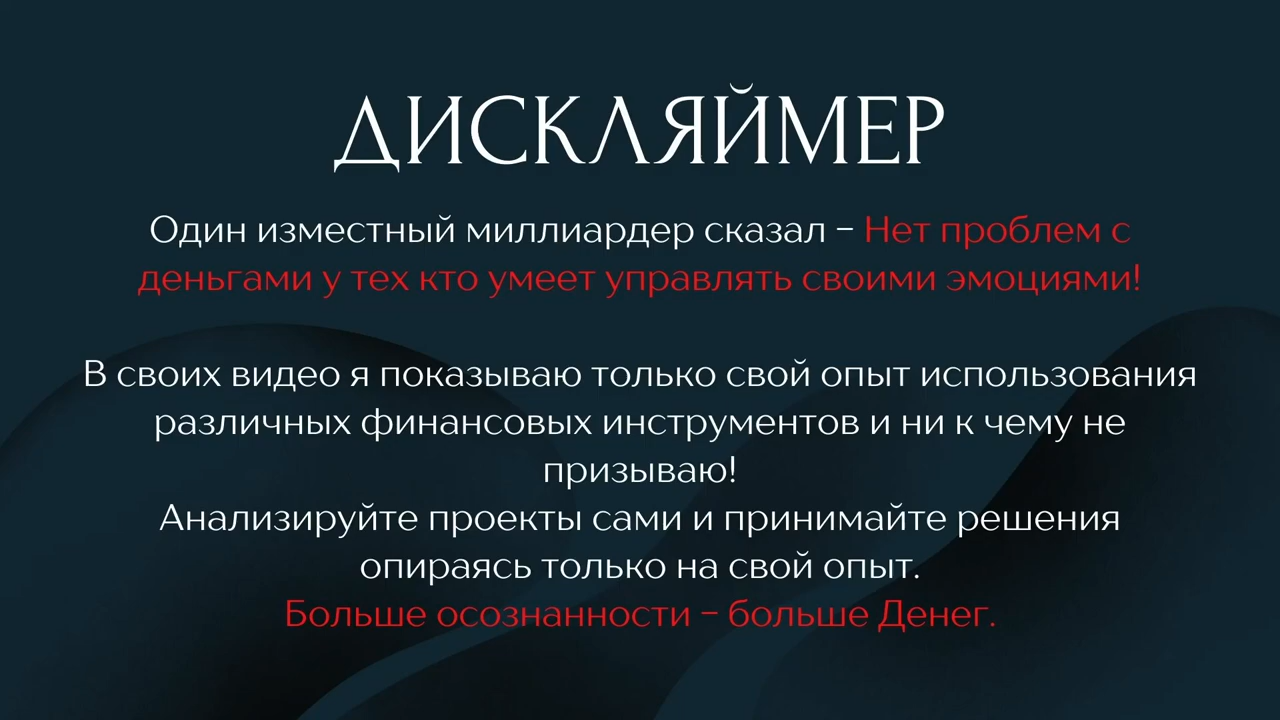 ДИСКЛЯЙМЕР
Один изместный миллиардер сказал – Нет проблем с
деньгами у тех кто умеет управлять своими эмоциями!
В своих видео я показываю только свой опыт использования
различных финансовых инструментов и ни к чему не
призываю!
Анализируйте проекты сами и принимайте решения
опираясь только на свой опыт.
Больше осознанности – больше Денег.